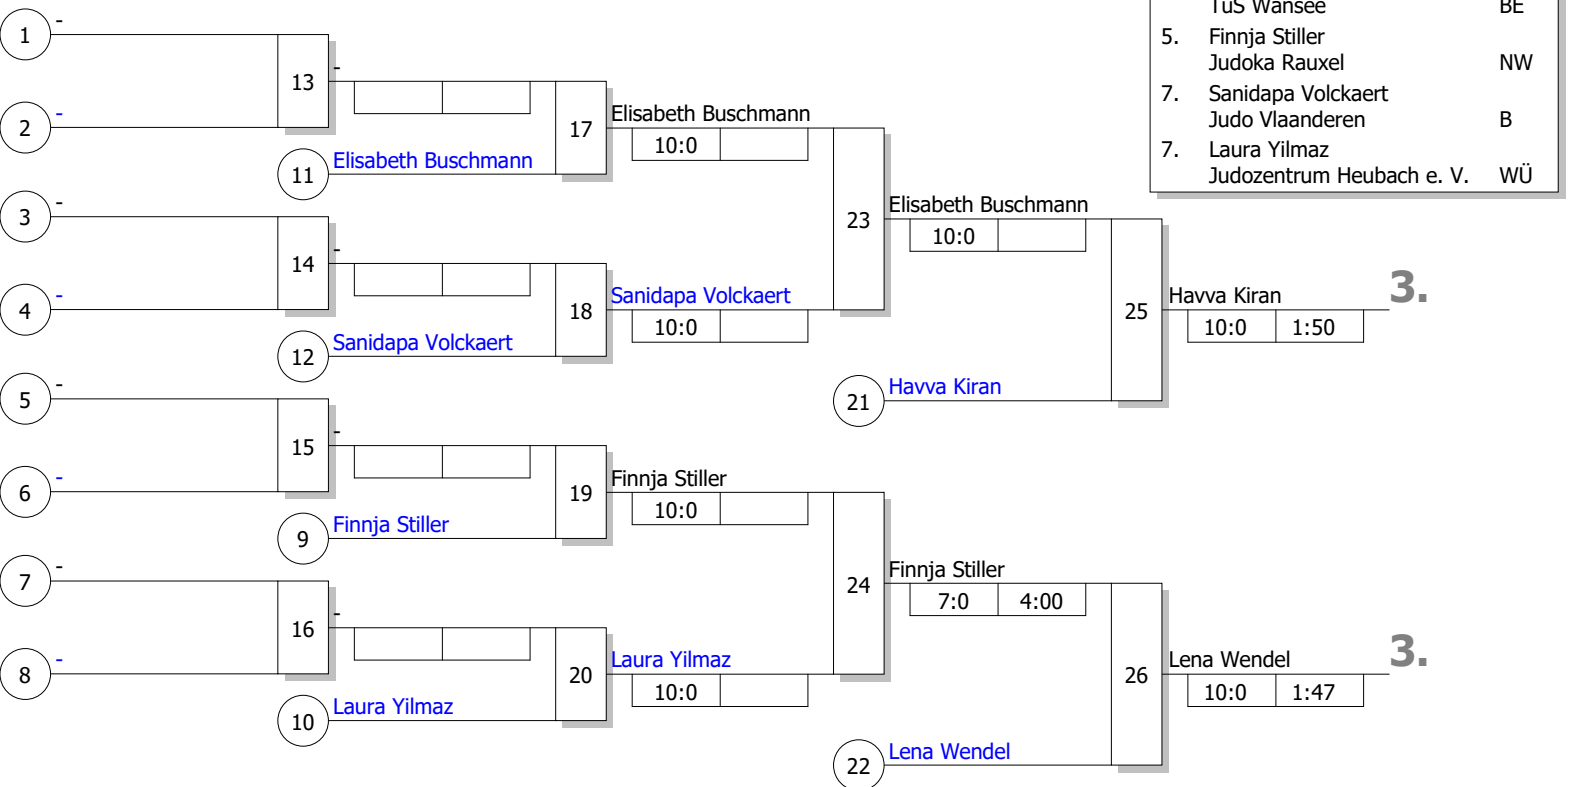 TuS Wansee BE
5. Finnja Stiller
Judoka Rauxel NW
7. Sanidapa Volckaert
Judo Vlaanderen B
7. Laura Yilmaz
Judozentrum Heubach e. V. WÜ
1 -
13 -
2 -
17 Elisabeth Buschmann
10:0
11 Elisabeth Buschmann
3 -
23 Elisabeth Buschmann
10:0
14 -
4 -
18 Sanidapa Volckaert
10:0
12 Sanidapa Volckaert
25 Havva Kiran 3.
10:0 1:50
5 -
21 Havva Kiran
15 -
6 -
19 Finnja Stiller
10:0
9 Finnja Stiller
7 -
24 Finnja Stiller
7:0 4:00
16 -
8 -
20 Laura Yilmaz
10:0
10 Laura Yilmaz
26 Lena Wendel 3.
10:0 1:47
22 Lena Wendel